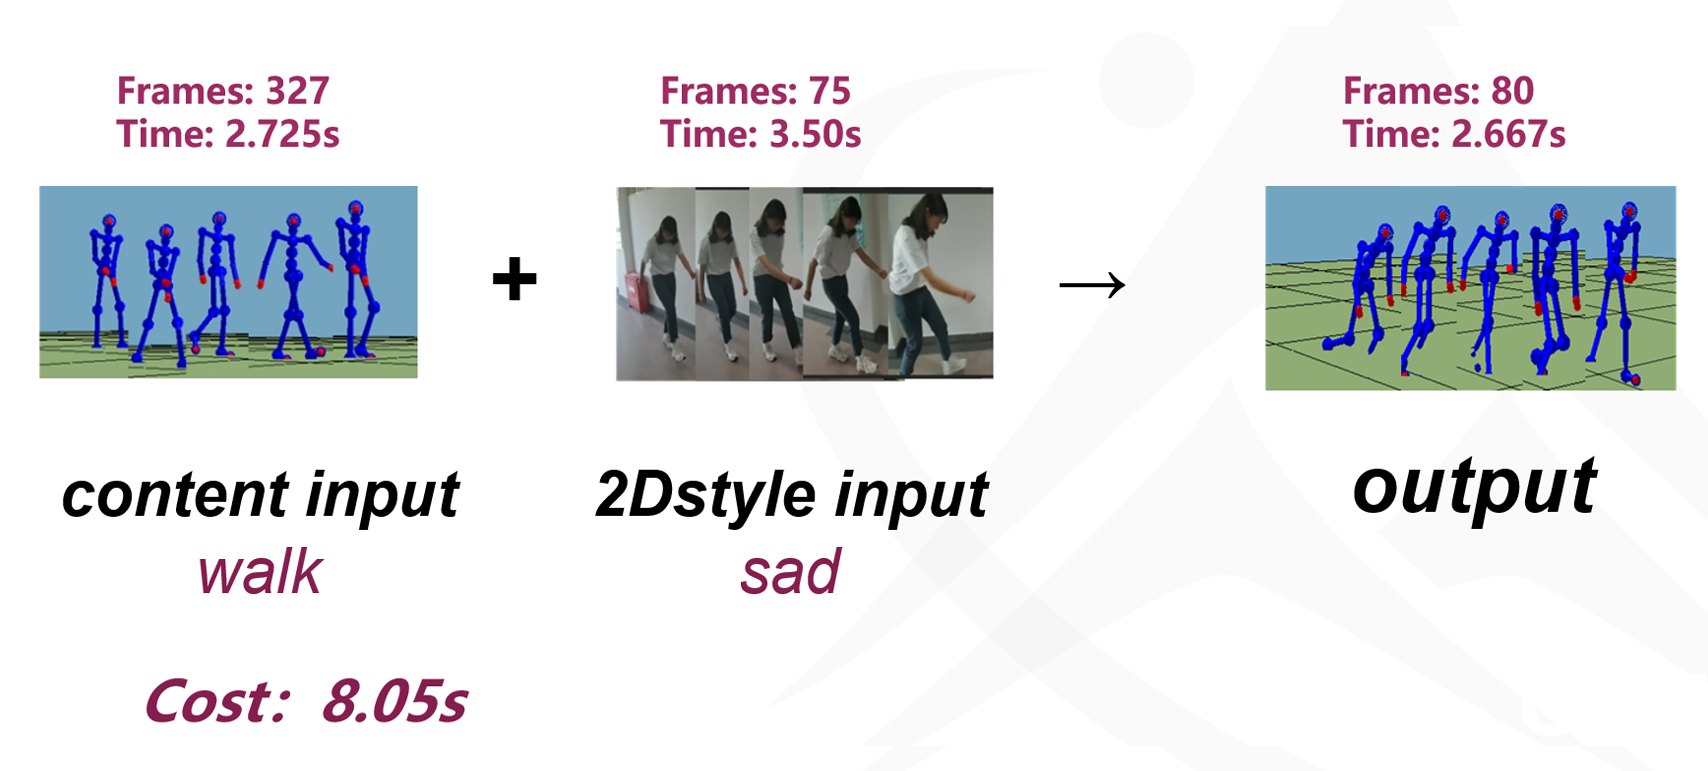 Frames: 327
Time: 2.725s
Frames: 75
Time: 3.50s
Frames: 80
Time: 2.667s
+
→
content input
2Dstyle input
output
walk
sad
Cost: 8.05s